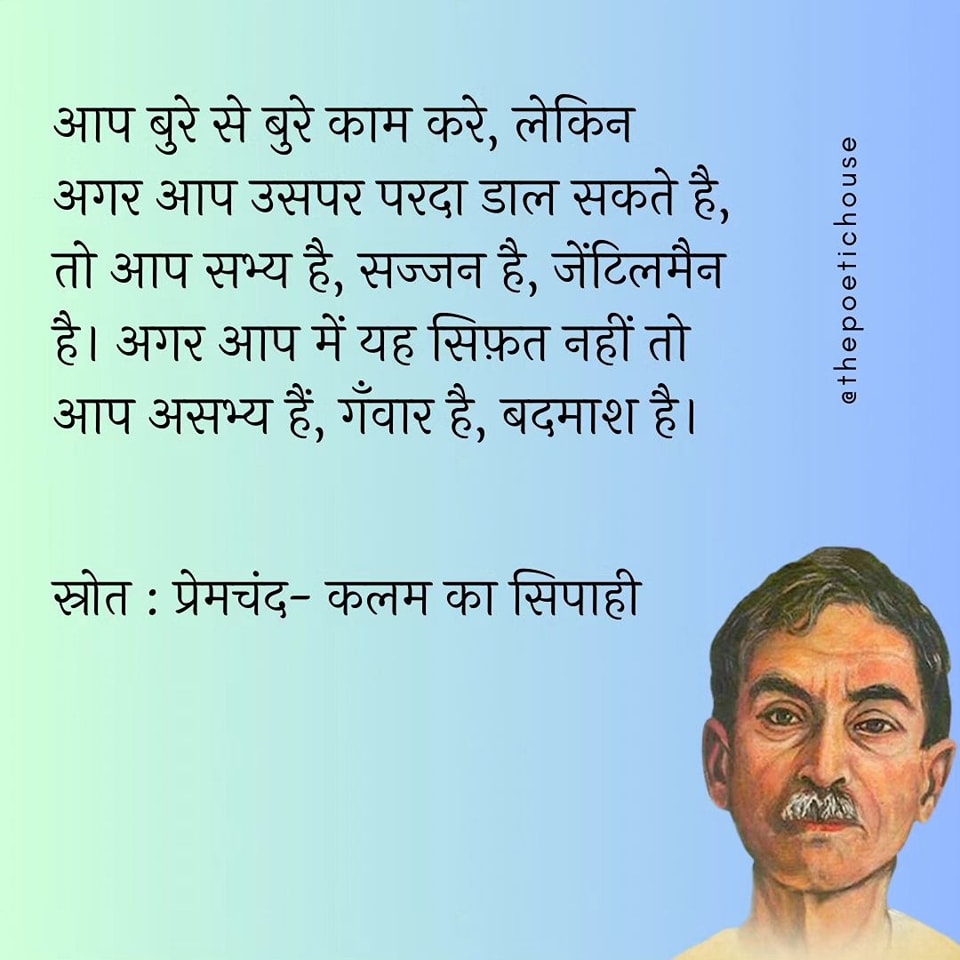 आप बुरे से बुरे काम करे, लेकिन
अगर आप उसपर परदा डाल सकते है,
तो आप सभ्य है, सज्जन है, जेंटिलमैन
है। अगर आप में यह सिफ़त नहीं तो
आप असभ्य हैं, गँवार है, बदमाश है।
स्रोत : प्रेमचंद- कलम का सिपाही
@thepoetichouse